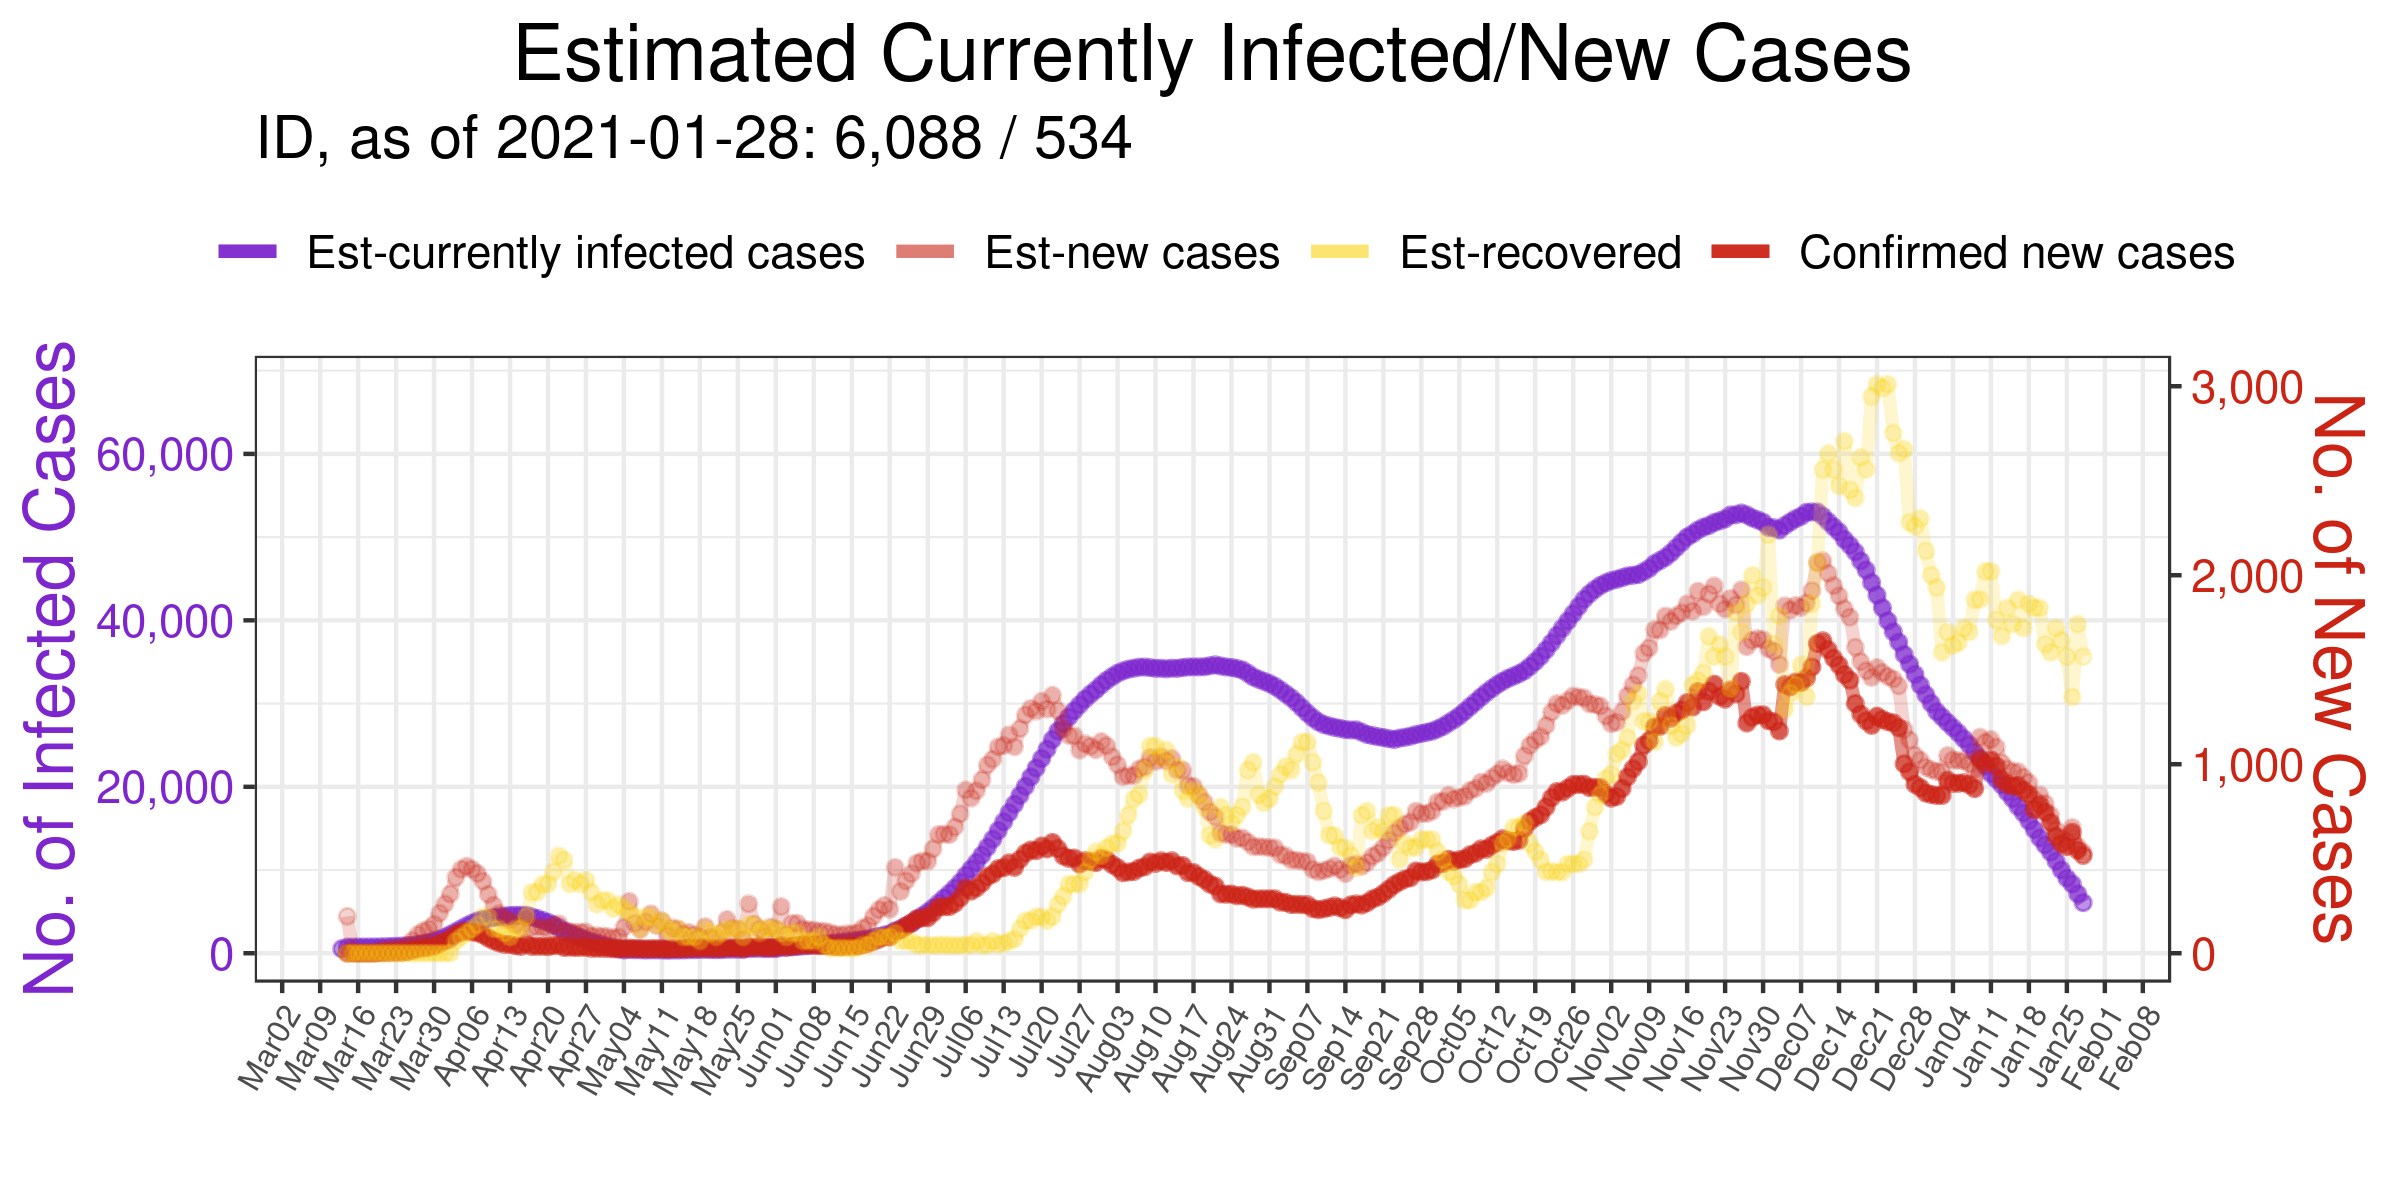 Estimated Currently Infected/New Cases
ID, as of 2021-01-28: 6,088 / 534
Est-currently infected cases Est-new cases Est-recovered Confirmed new cases
No. of Infected Cases
60,000
40,000
20,000
0
3,000
2,000
1,000
0
No. of New Cases
Mar02 Mar09 Mar16 Mar23 Mar30 Apr06 Apr13 Apr20 Apr27 May04 May11 May18 May25 Jun01 Jun08 Jun15 Jun22 Jun29 Jul06 Jul13 Jul20 Jul27 Aug03 Aug10 Aug17 Aug24 Aug31 Sep07 Sep14 Sep21 Sep28 Oct05 Oct12 Oct19 Oct26 Nov02 Nov09 Nov16 Nov23 Nov30 Dec07 Dec14 Dec21 Dec28 Jan04 Jan11 Jan18 Jan25 Feb01 Feb08